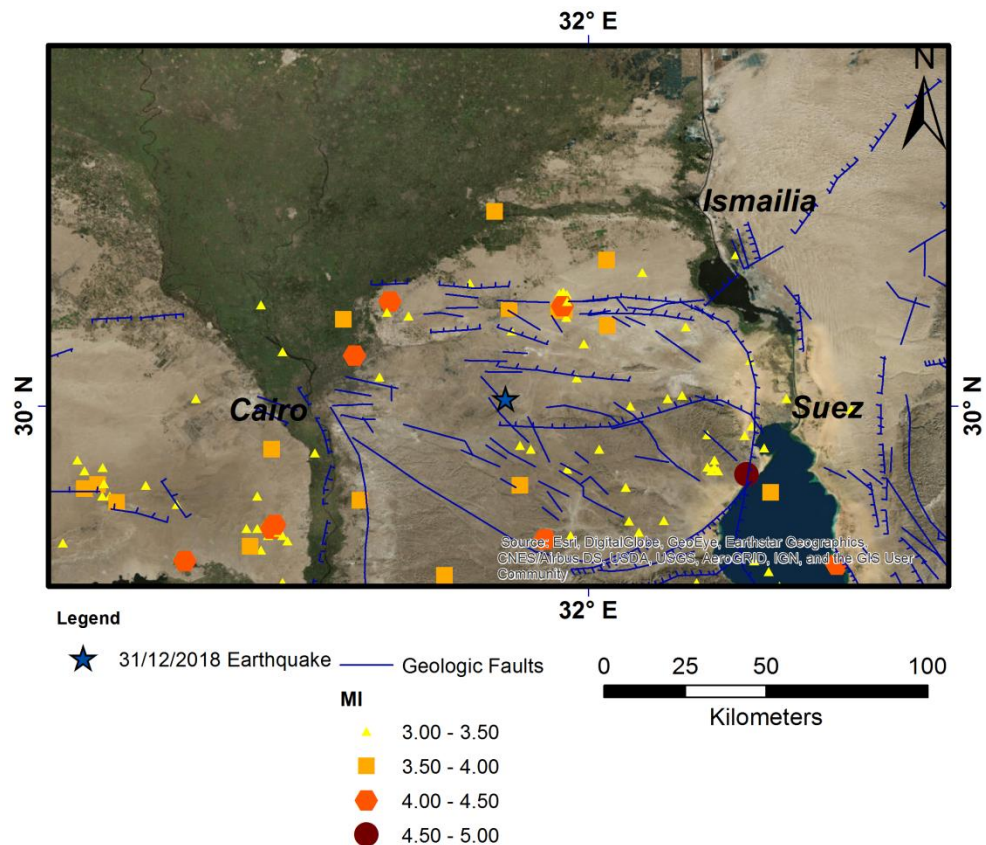 32° E
N
Ismailia
30° N
Cairo
Suez
30° N
Source: Esri, DigitalGlobe, GeoEye, Earthstar Geographics,
CNES/Airbus DS, USDA, USGS, AeroGRID, IGN, and the GIS User
Community
32° E
Legend
31/12/2018 Earthquake
Geologic Faults
0 25 50 100
Kilometers
Ml
3.00 - 3.50
3.50 - 4.00
4.00 - 4.50
4.50 - 5.00